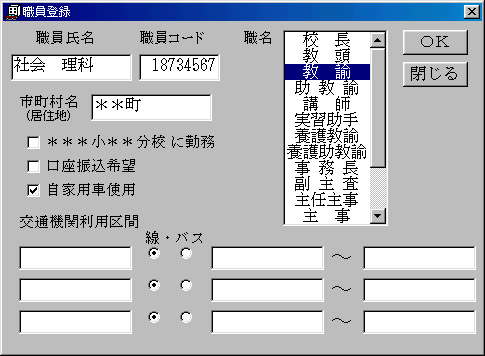 職員登録
職員氏名 職員コード 職名
社会　理科 18734567
校　長
教　頭
教　諭
助 教 諭
講　師
実習助手
養護教諭
養護助教諭
事 務 長
副 主 査
主任主事
主　事
ＯＫ
閉じる
市町村名
(居住地)
＊＊町
＊＊＊小＊＊分校 に勤務
口座振込希望
自家用車使用
交通機関利用区間
線・バス
～
～
～